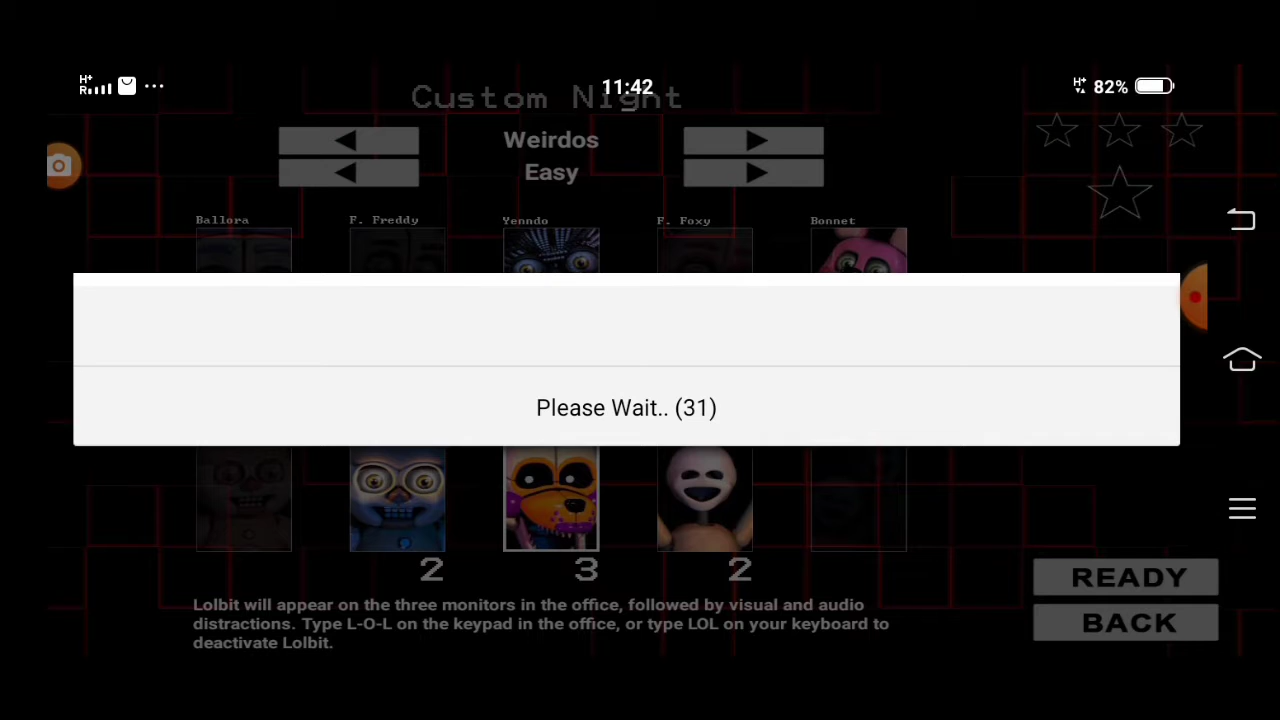 H+
R
11:42
H+
82%
Custom Night
Weirdos
Easy
Ballora
F. Freddy
Yenndo
F. Foxy
Bonnet
Please Wait.. (31)
2
3
2
READY
BACK
Lolbit will appear on the three monitors in the office, followed by visual and audio
distractions. Type L-O-L on the keypad in the office, or type LOL on your keyboard to
deactivate Lolbit.